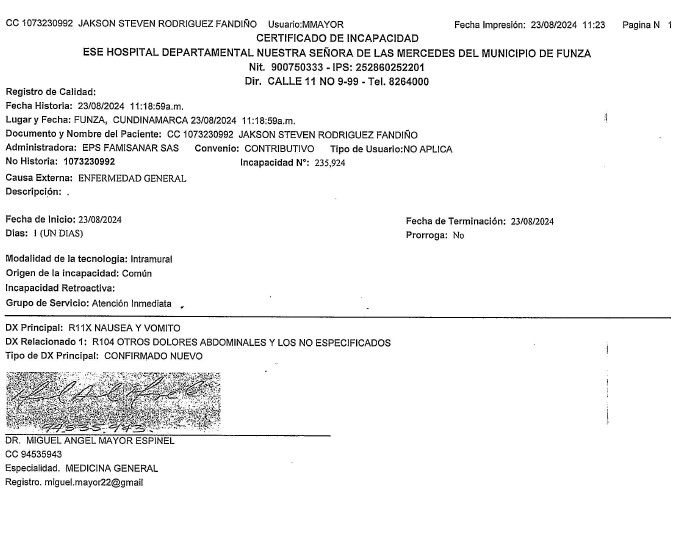 CC 1073230992 JAKSON STEVEN RODRIGUEZ FANDIÑO Usuario:MMAYOR Fecha Impresión: 23/08/2024 11:23 Pagina N 1
CERTIFICADO DE INCAPACIDAD
ESE HOSPITAL DEPARTAMENTAL NUESTRA SEÑORA DE LAS MERCEDES DEL MUNICIPIO DE FUNZA
Nit. 900750333 - IPS: 252860252201
Dir. CALLE 11 NO 9-99 - Tel. 8264000
Registro de Calidad:
Fecha Historia: 23/08/2024 11:18:59a.m.
Lugar y Fecha: FUNZA, CUNDINAMARCA 23/08/2024 11:18:59a.m.
Documento y Nombre del Paciente: CC 1073230992 JAKSON STEVEN RODRIGUEZ FANDIÑO
Administradora: EPS FAMISANAR SAS Convenio: CONTRIBUTIVO Tipo de Usuario:NO APLICA
No Historia: 1073230992 Incapacidad N°: 235,924
Causa Externa: ENFERMEDAD GENERAL
Descripción: .
Fecha de Inicio: 23/08/2024 Fecha de Terminación: 23/08/2024
Dias: 1 (UN DIAS) Prorroga: No
Modalidad de la tecnología: Intramural
Origen de la incapacidad: Común
Incapacidad Retroactiva:
Grupo de Servicio: Atención Inmediata
DX Principal: R11X NAUSEA Y VOMITO
DX Relacionado 1: R104 OTROS DOLORES ABDOMINALES Y LOS NO ESPECIFICADOS
Tipo de DX Principal: CONFIRMADO NUEVO
DR. MIGUEL ANGEL MAYOR ESPINEL
CC 94535943
Especialidad. MEDICINA GENERAL
Registro. miguel.mayor22@gmail